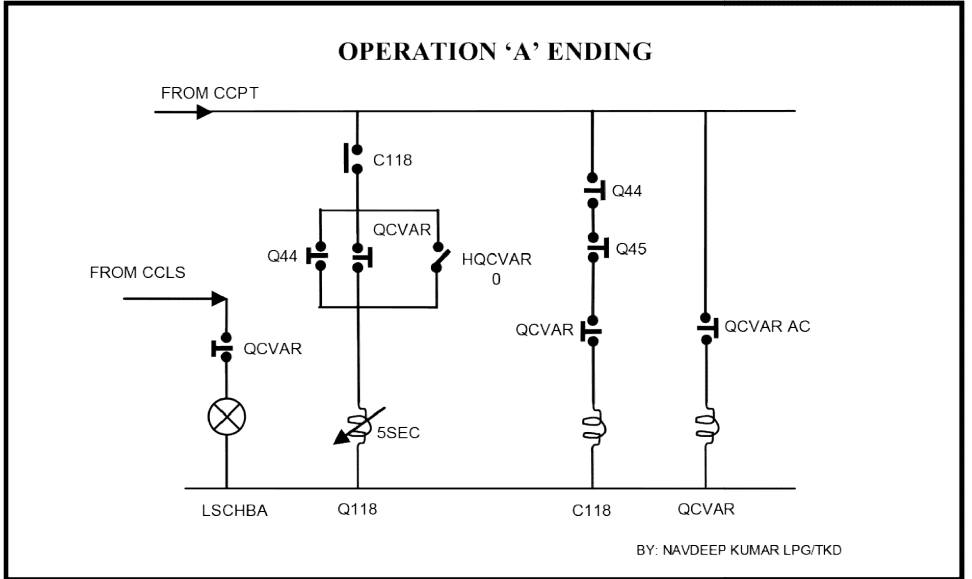 OPERATION ‘A’ ENDING
FROM CCPT
C118
Q44
QCVAR
Q44
Q45
HQCVAR
0
FROM CCLS
QCVAR
QCVAR
QCVAR AC
5SEC
LSCHBA
Q118
C118
QCVAR
BY: NAVDEEP KUMAR LPG/TKD